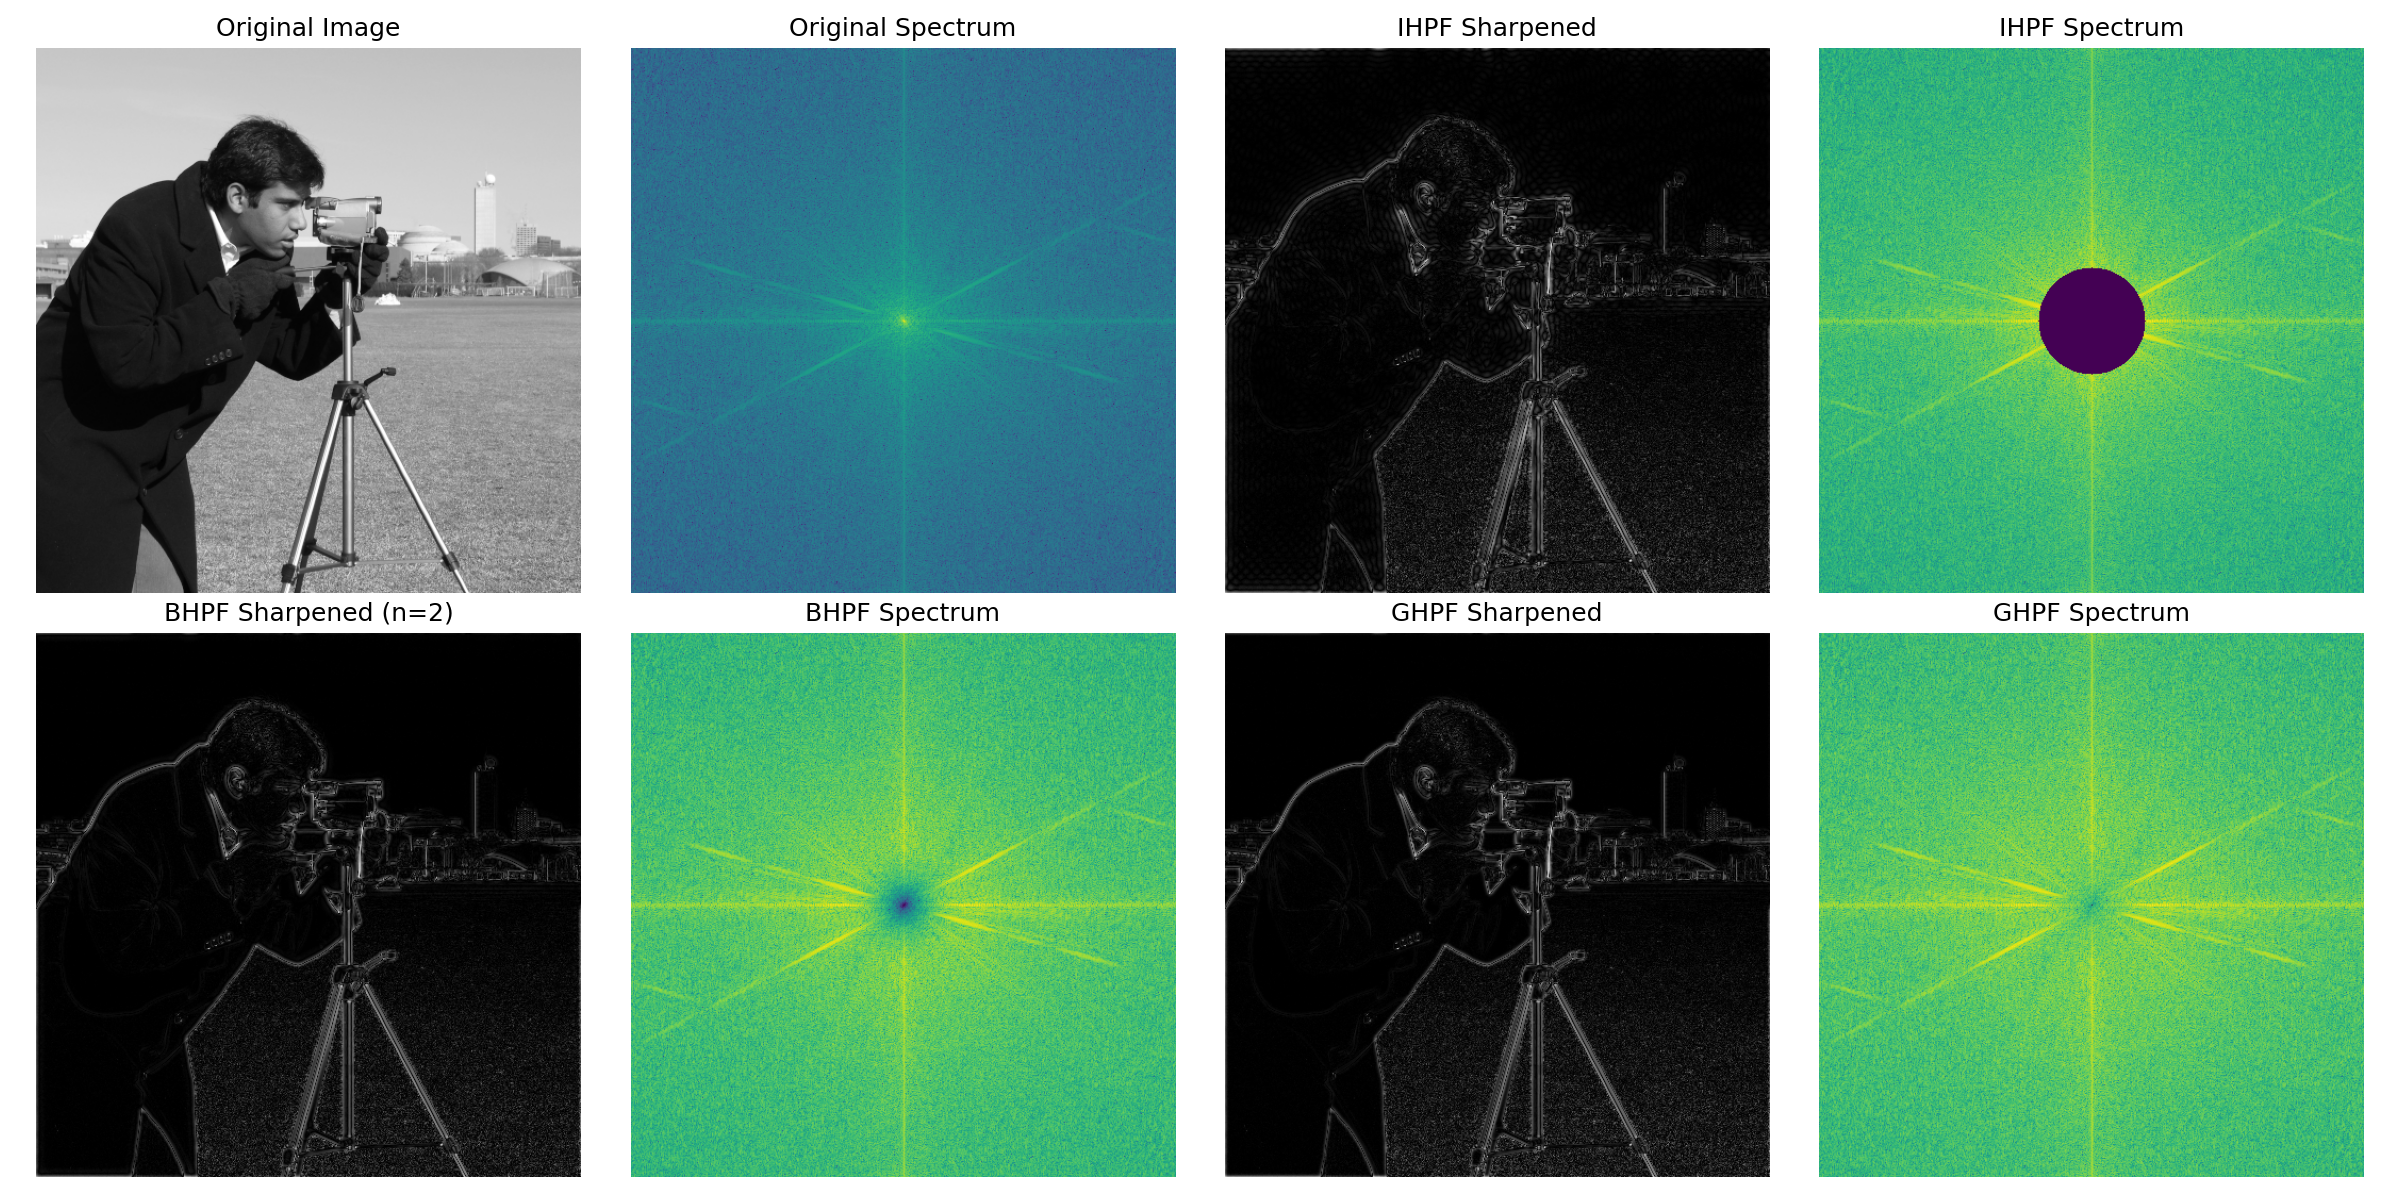 Original Image
Original Spectrum
IHPF Sharpened
IHPF Spectrum
BHPF Sharpened (n=2)
BHPF Spectrum
GHPF Sharpened
GHPF Spectrum